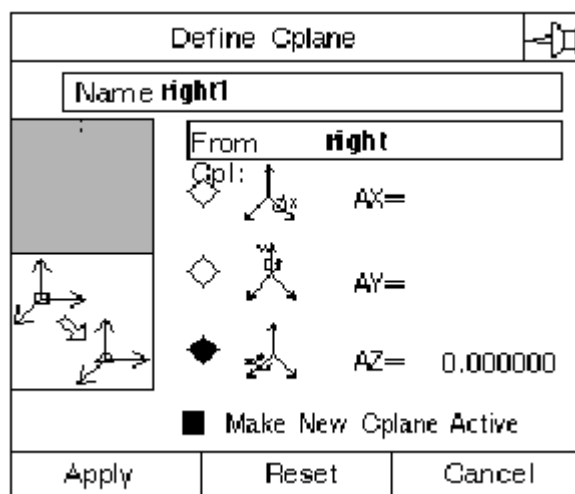 Define Cplane
Name right1
From right
Cpl:
AX=
AY=
AZ= 0.000000
Make New Cplane Active
Apply Reset Cancel